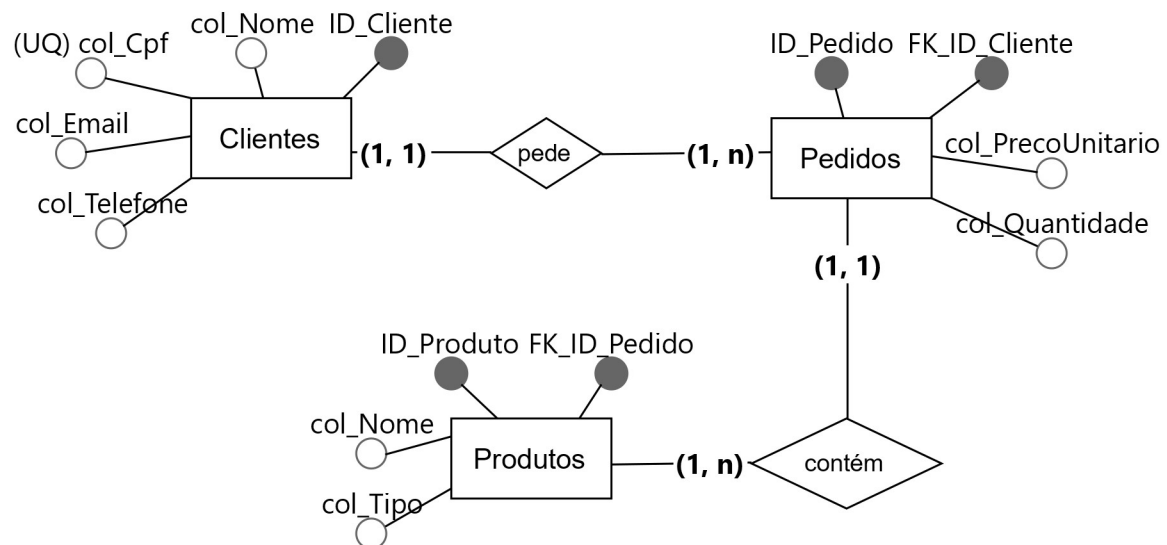 col_Nome
ID_Cliente
(UQ) col_Cpf
col_Email
Clientes
col_Telefone
(1, 1)
pede
(1, n)
ID_Pedido
FK_ID_Cliente
Pedidos
col_PrecoUnitario
col_Quantidade
(1, 1)
ID_Produto
FK_ID_Pedido
col_Nome
Produtos
col_Tipo
(1, n)
contém